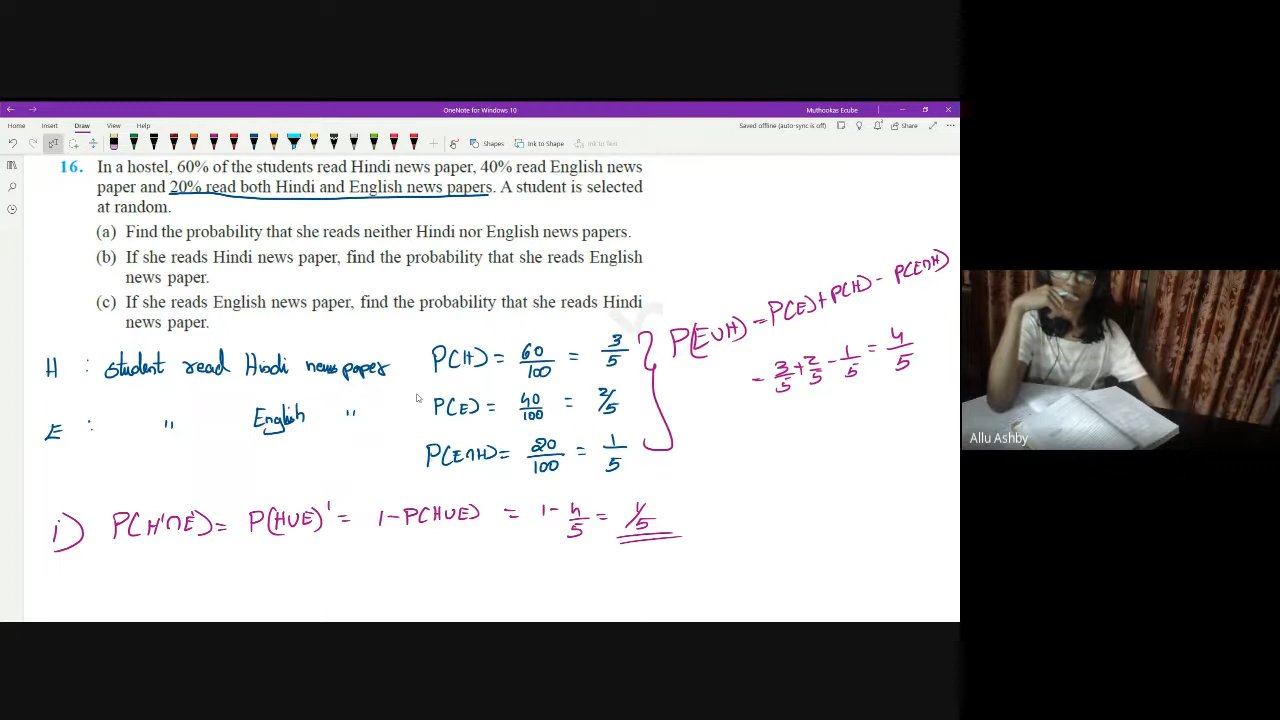 OneNote for Windows 10
Muthookas Ecube
Home Insert Draw View Help
Saved offline (auto-sync is off)
Share
Ink to Shape
Shapes
Ink to Text
16. In a hostel, 60% of the students read Hindi news paper, 40% read English news
paper and 20% read both Hindi and English news papers. A student is selected
at random.
(a) Find the probability that she reads neither Hindi nor English news papers.
(b) If she reads Hindi news paper, find the probability that she reads English
news paper.
(c) If she reads English news paper, find the probability that she reads Hindi
news paper.
P(E∪H) = P(E)+P(H) - P(E∩H)
= 3/5 + 2/5 - 1/5 = 4/5
H : student read Hindi newspaper P(H) = 60/100 = 3/5
E : " English " P(E) = 40/100 = 2/5
P(E∩H) = 20/100 = 1/5
i) P(H'∩E') = P(H∪E)' = 1-P(H∪E) = 1 - 4/5 = 1/5
Allu Ashby